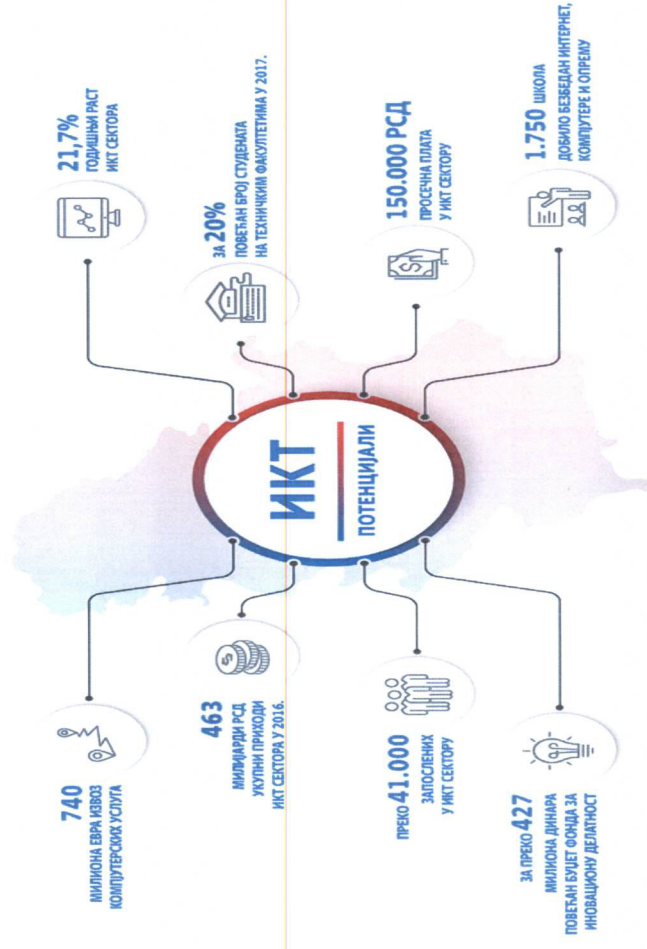 ИКТ
ПОТЕНЦИЈАЛИ
740
МИЛИОНА ЕВРА ИЗВОЗ
КОМПЈУТЕРСКИХ УСЛУГА
463
МИЛИЈАРДИ РСД
УКУПНИ ПРИХОДИ
ИКТ СЕКТОРА У 2016.
ПРЕКО 41.000
ЗАПОСЛЕНИХ
У ИКТ СЕКТОРУ
ЗА ПРЕКО 427
МИЛИОНА ДИНАРА
ПОВЕЋАН БУЏЕТ ФОНДА ЗА
ИНОВАЦИОНУ ДЕЛАТНОСТ
21,7%
ГОДИШЊИ РАСТ
ИКТ СЕКТОРА
ЗА 20%
ПОВЕЋАН БРОЈ СТУДЕНАТА
НА ТЕХНИЧКИМ ФАКУЛТЕТИМА У 2017.
150.000 РСД
ПРОСЕЧНА ПЛАТА
У ИКТ СЕКТОРУ
1.750 ШКОЛА
ДОБИЛО БЕЗБЕДАН ИНТЕРНЕТ,
КОМПЈУТЕРЕ И ОПРЕМУ